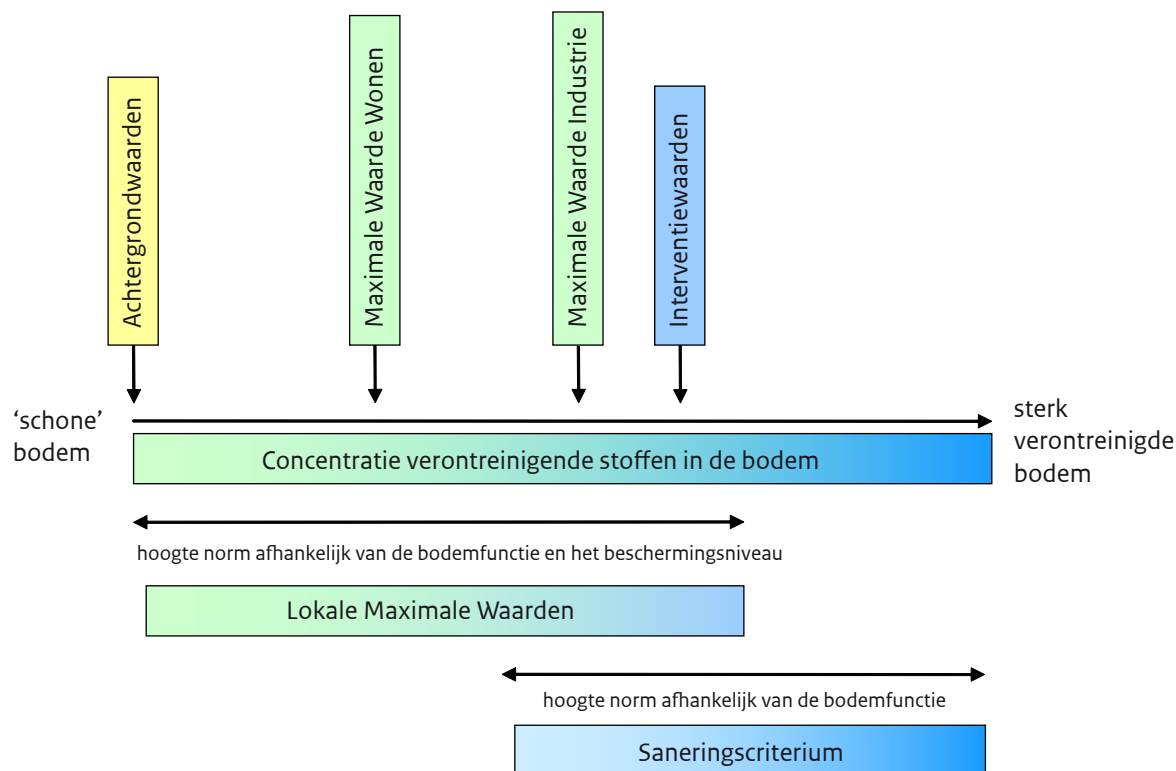 Achtergrondwaarden
Maximale Waarde Wonen
Maximale Waarde Industrie
Interventiewaarden
‘schone’
bodem
sterk
verontreinigde
bodem
Concentratie verontreinigende stoffen in de bodem
hoogte norm afhankelijk van de bodemfunctie en het beschermingsniveau
Lokale Maximale Waarden
hoogte norm afhankelijk van de bodemfunctie
Saneringscriterium